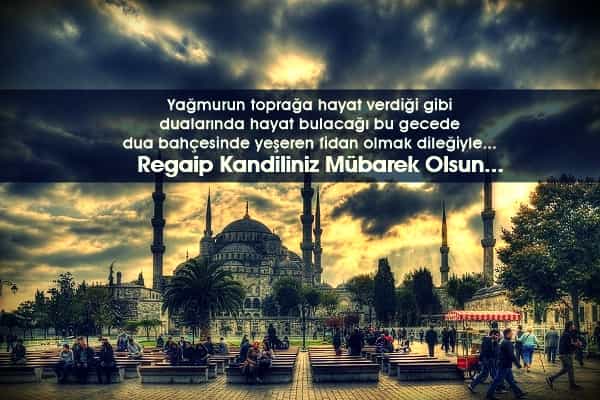 Yağmurun toprağa hayat verdiği gibi
dualarında hayat bulacağı bu gecede
dua bahçesinde yeşeren fidan olmak dileğiyle...
Regaip Kandiliniz Mübarek Olsun...